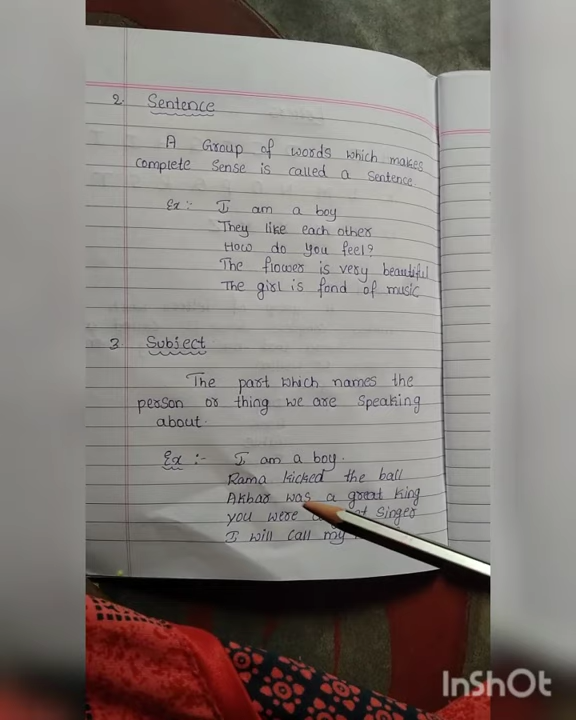 2. Sentence
A Group of words which makes
complete Sense is called a Sentence.
Ex:- I am a boy
They like each other
How do you feel?
The flower is very beautiful
The girl is fond of music
3. Subject
The part which names the
person or thing we are Speaking
about.
Ex :- I am a boy.
Rama kicked the ball
Akbar was a great King
you were a Singer
I will call my
InShOt